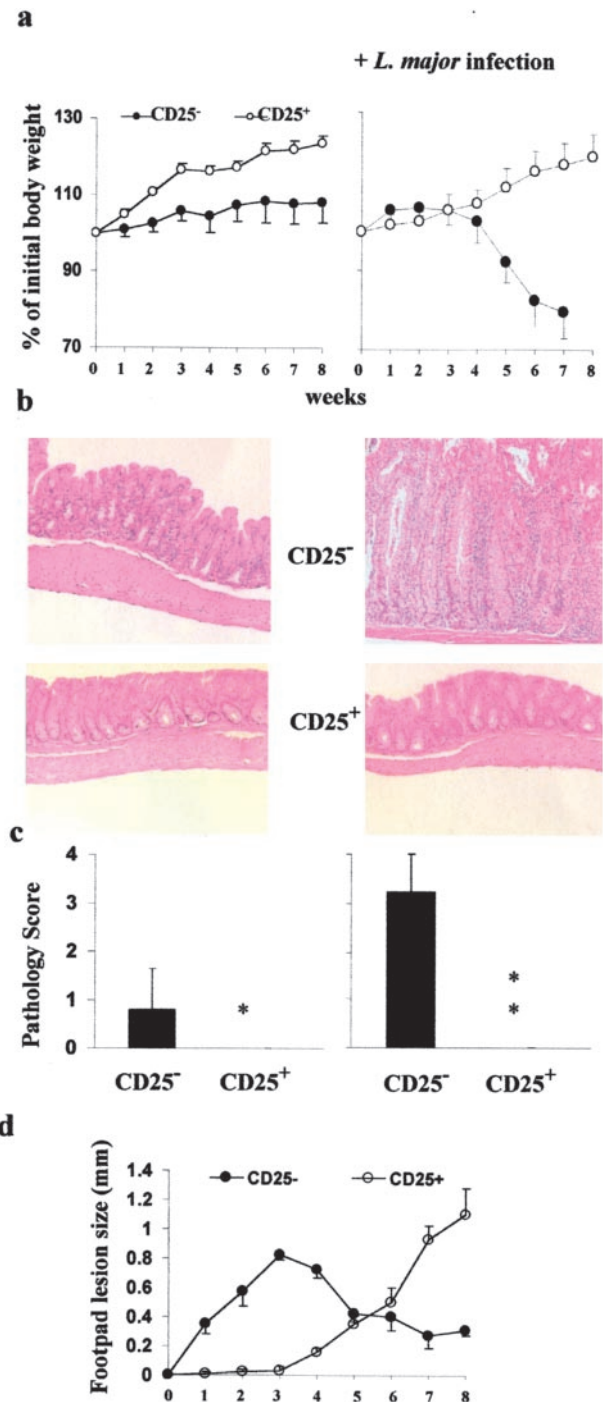 a
+ L. major infection
CD25⁻ CD25⁺
% of initial body weight
130
110
90
70
0 1 2 3 4 5 6 7 8 0 1 2 3 4 5 6 7 8
weeks
b
CD25⁻
CD25⁺
c
Pathology Score
4
3
2
1
0
*
*
*
CD25⁻ CD25⁺ CD25⁻ CD25⁺
d
CD25- CD25+
Footpad lesion size (mm)
1.4
1.2
1
0.8
0.6
0.4
0.2
0
0 1 2 3 4 5 6 7 8